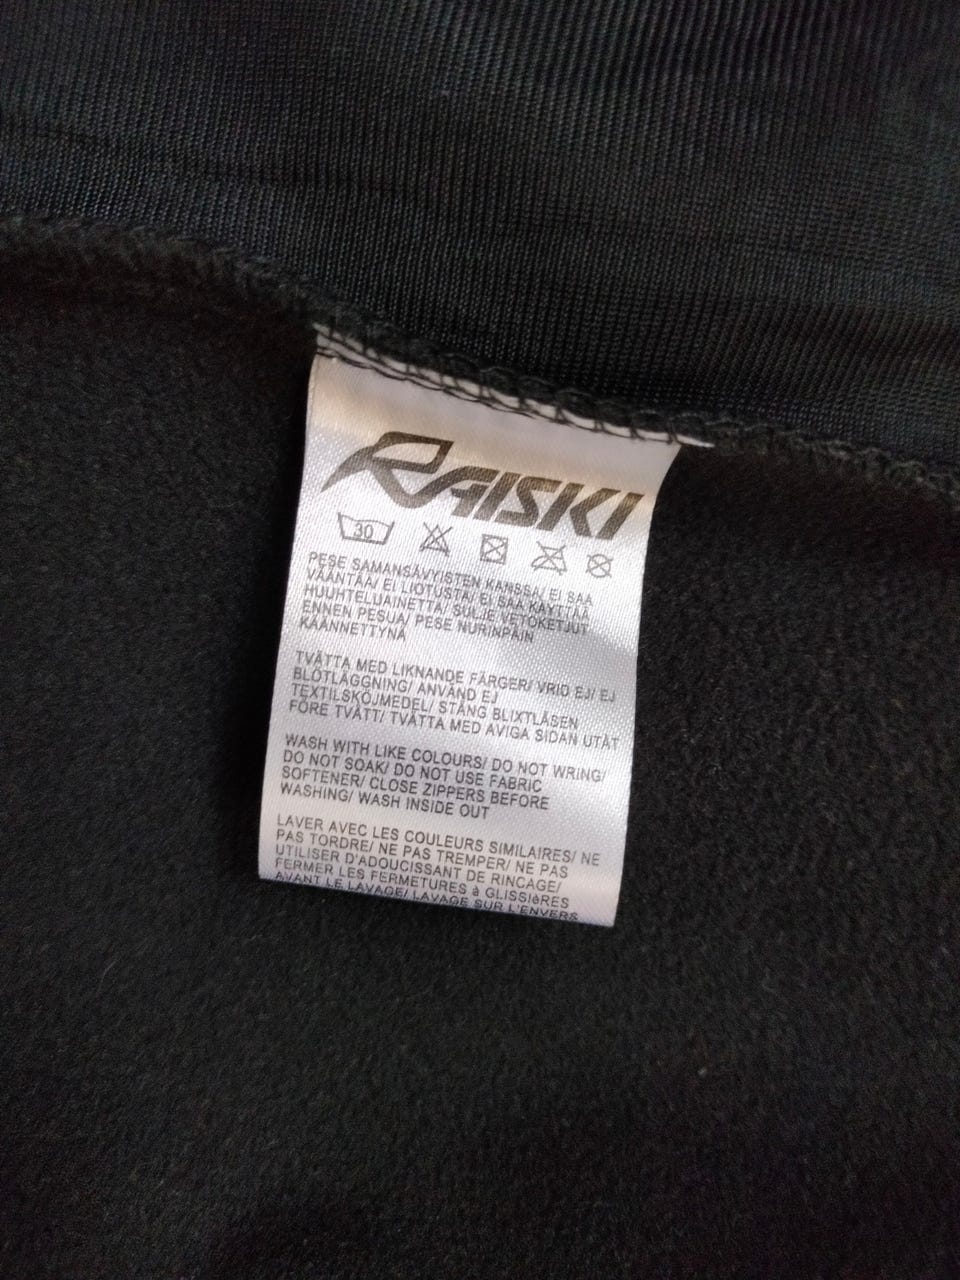 RAISKI
30
PESE SAMANSÄVYISTEN KANSSA/ EI SAA
VÄÄNTÄÄ/ EI LIOTUSTA/ EI SAA KÄYTTÄÄ
HUUHTELUAINETTA/ SULJE VETOKETJUT
ENNEN PESUA/ PESE NURINPÄIN
KÄÄNNETTYNÄ
TVÄTTA MED LIKNANDE FÄRGER/ VRID EJ/ EJ
BLÖTLÄGGNING/ ANVÄND EJ
TEXTILSKÖJMEDEL/ STÄNG BLIXTLÅSEN
FÖRE TVÄTT/ TVÄTTA MED AVIGA SIDAN UTÅT
WASH WITH LIKE COLOURS/ DO NOT WRING/
DO NOT SOAK/ DO NOT USE FABRIC
SOFTENER/ CLOSE ZIPPERS BEFORE
WASHING/ WASH INSIDE OUT
LAVER AVEC LES COULEURS SIMILAIRES/ NE
PAS TORDRE/ NE PAS TREMPER/ NE PAS
UTILISER D'ADOUCISSANT DE RINCAGE/
FERMER LES FERMETURES à GLISSIèRES
AVANT LE LAVAGE/ LAVAGE SUR L'ENVERS